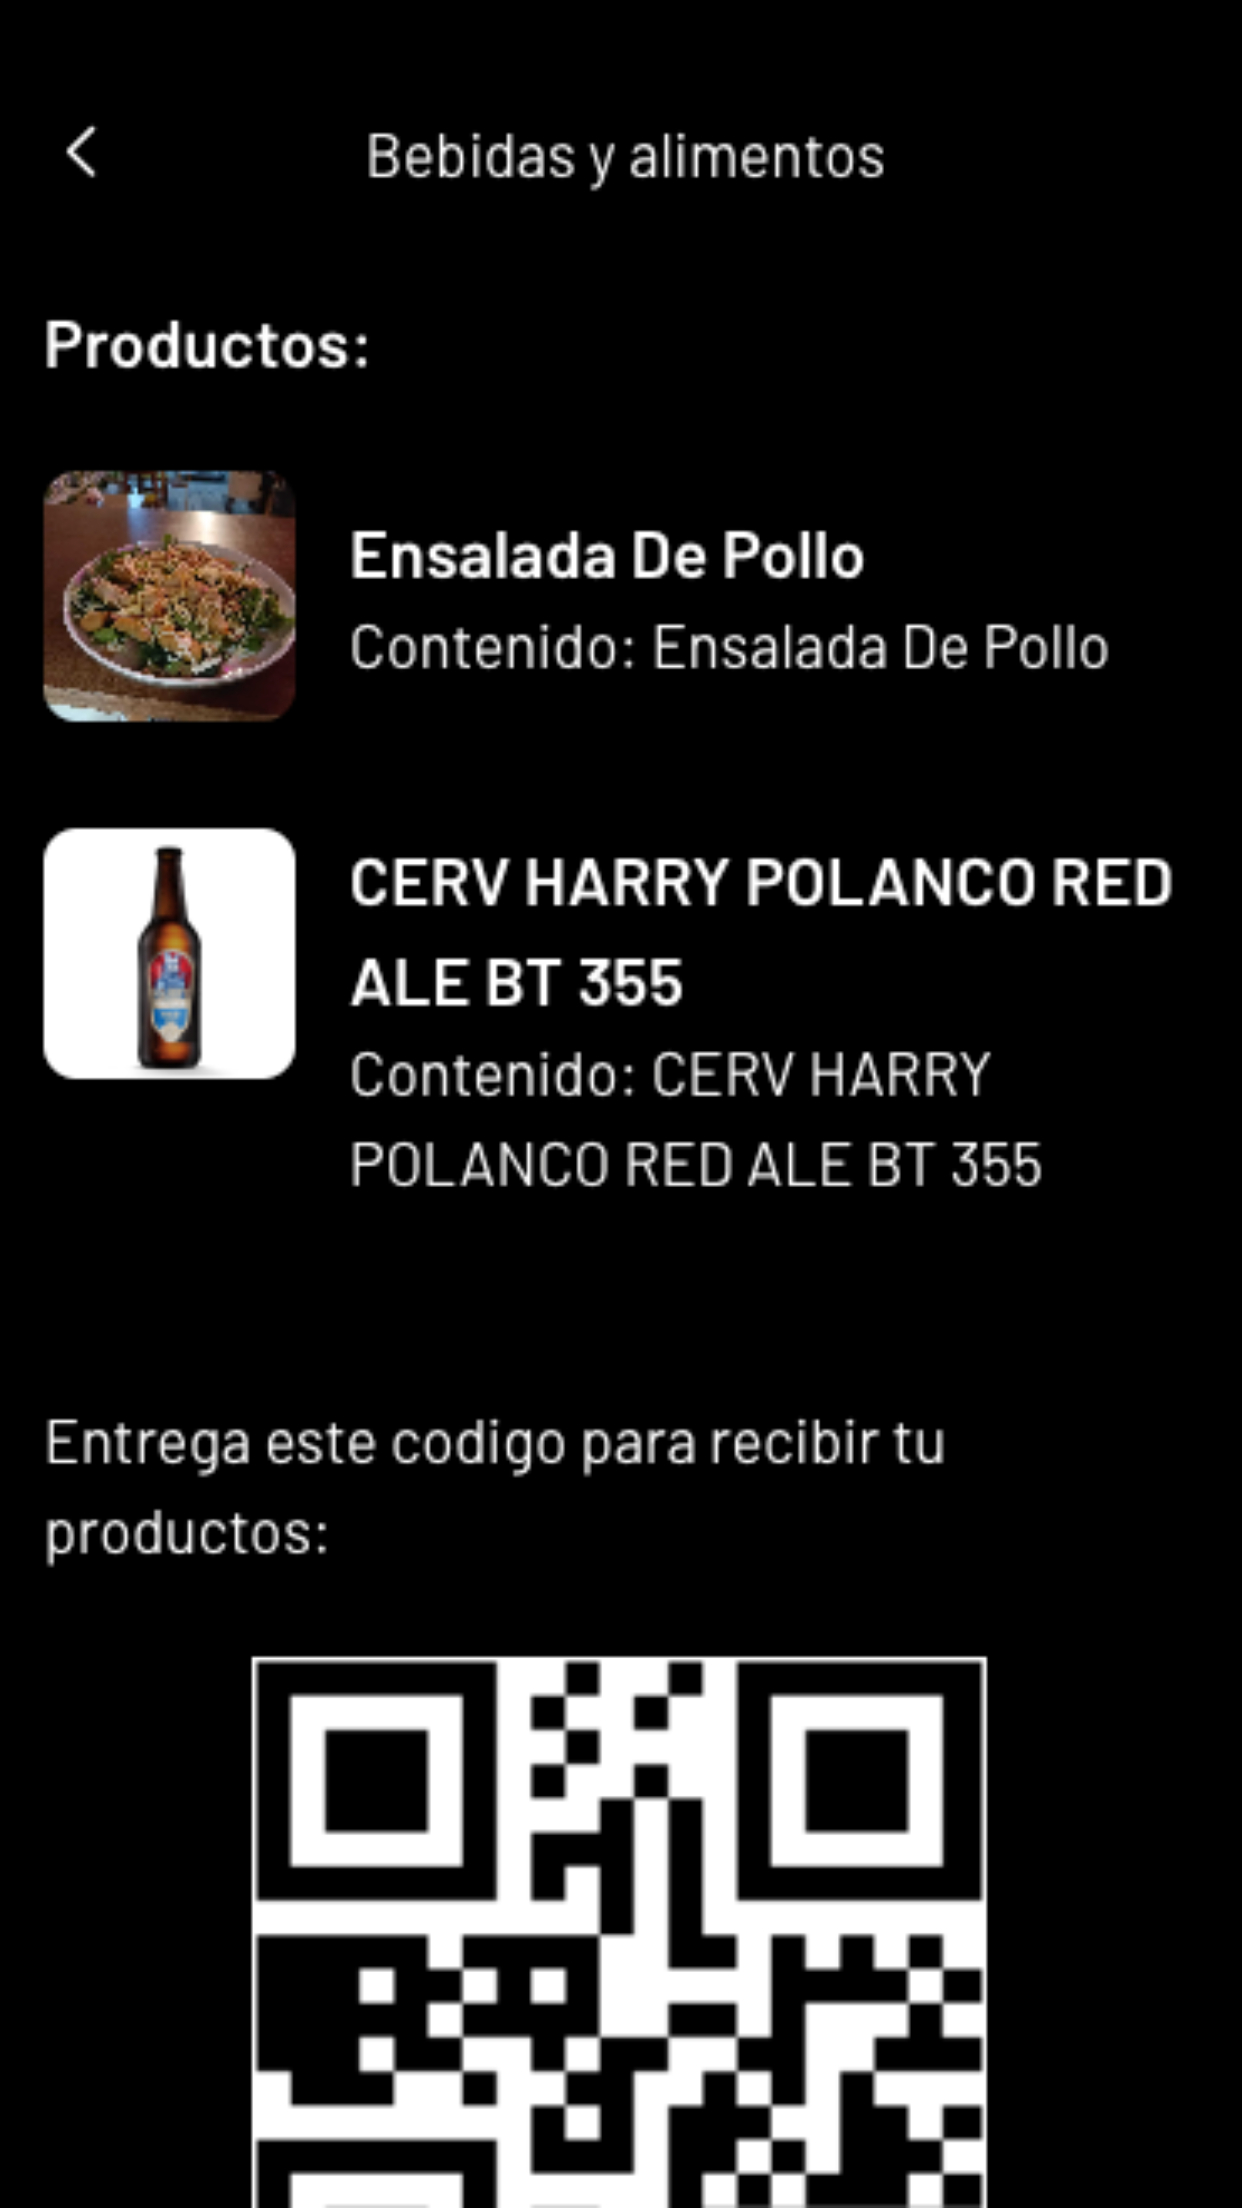 Bebidas y alimentos
Productos:
Ensalada De Pollo
Contenido: Ensalada De Pollo
CERV HARRY POLANCO RED
ALE BT 355
Contenido: CERV HARRY
POLANCO RED ALE BT 355
Entrega este codigo para recibir tu
productos: